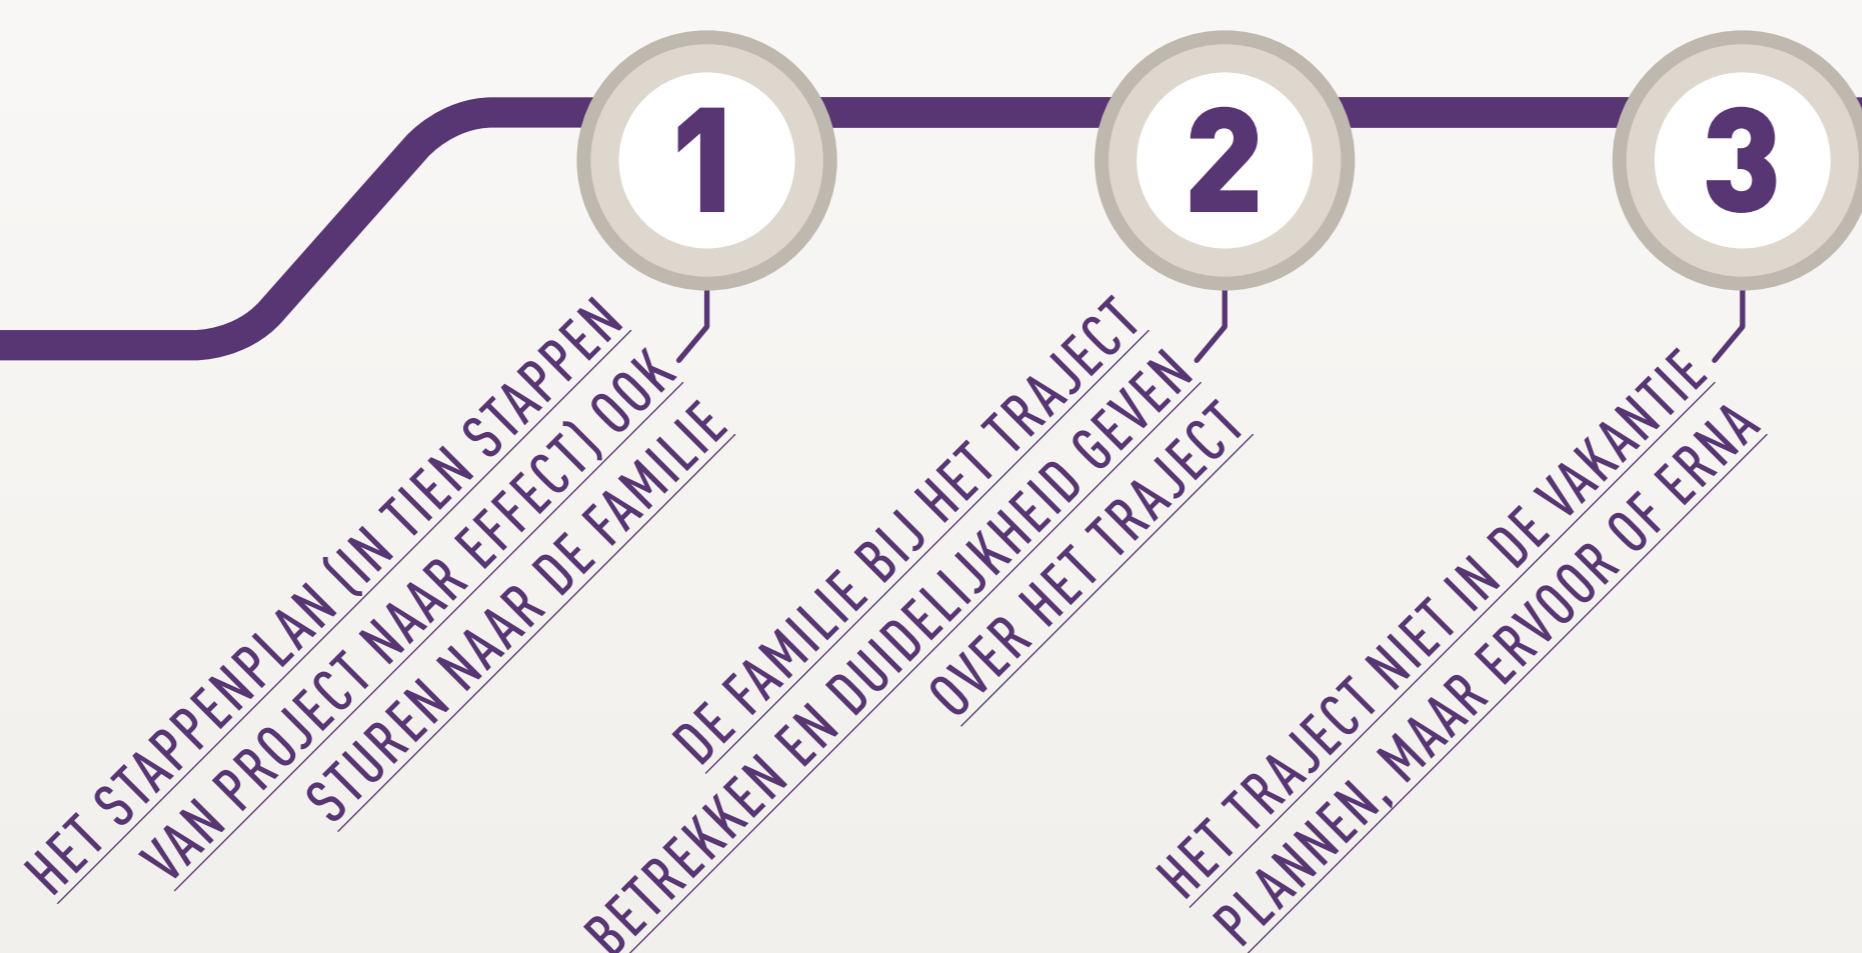 1
HET STAPPENPLAN (IN TIEN STAPPEN
VAN PROJECT NAAR EFFECT) OOK
STUREN NAAR DE FAMILIE
2
DE FAMILIE BIJ HET TRAJECT
BETREKKEN EN DUIDELIJKHEID GEVEN
OVER HET TRAJECT
3
HET TRAJECT NIET IN DE VAKANTIE
PLANNEN, MAAR ERVOOR OF ERNA